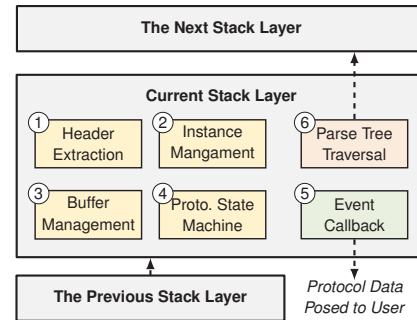 The Next Stack Layer
Current Stack Layer
1
Header
Extraction
2
Instance
Mangament
6
Parse Tree
Traversal
3
Buffer
Management
4
Proto. State
Machine
5
Event
Callback
The Previous Stack Layer
Protocol Data
Posed to User